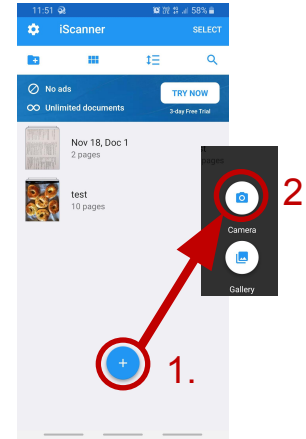 11:51
58%
iScanner
SELECT
No ads
Unlimited documents
TRY NOW
3-day Free Trial
Nov 18, Doc 1
2 pages
test
10 pages
pages
2
Camera
Gallery
+
1.